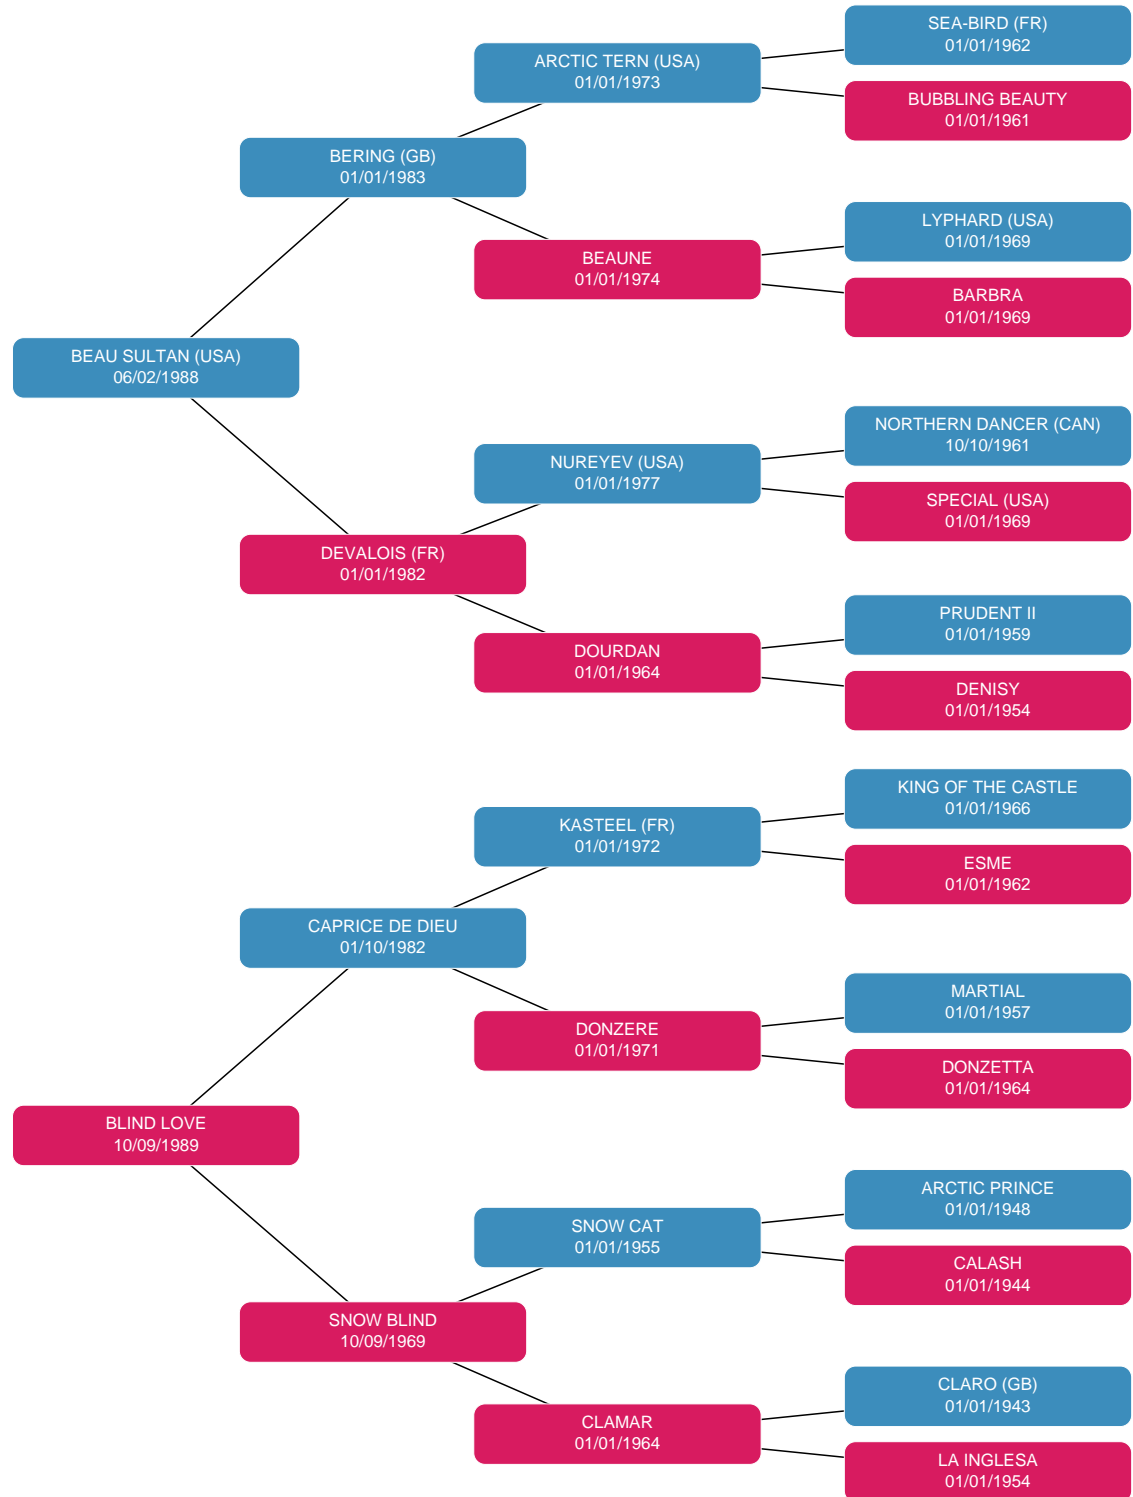 SEA-BIRD (FR)
01/01/1962
ARCTIC TERN (USA)
01/01/1973
BUBBLING BEAUTY
01/01/1961
BERING (GB)
01/01/1983
LYPHARD (USA)
01/01/1969
BEAUNE
01/01/1974
BARBRA
01/01/1969
BEAU SULTAN (USA)
06/02/1988
NORTHERN DANCER (CAN)
10/10/1961
NUREYEV (USA)
01/01/1977
SPECIAL (USA)
01/01/1969
DEVALOIS (FR)
01/01/1982
PRUDENT II
01/01/1959
DOURDAN
01/01/1964
DENISY
01/01/1954
KING OF THE CASTLE
01/01/1966
KASTEEL (FR)
01/01/1972
ESME
01/01/1962
CAPRICE DE DIEU
01/10/1982
MARTIAL
01/01/1957
DONZERE
01/01/1971
DONZETTA
01/01/1964
BLIND LOVE
10/09/1989
ARCTIC PRINCE
01/01/1948
SNOW CAT
01/01/1955
CALASH
01/01/1944
SNOW BLIND
10/09/1969
CLARO (GB)
01/01/1943
CLAMAR
01/01/1964
LA INGLESA
01/01/1954